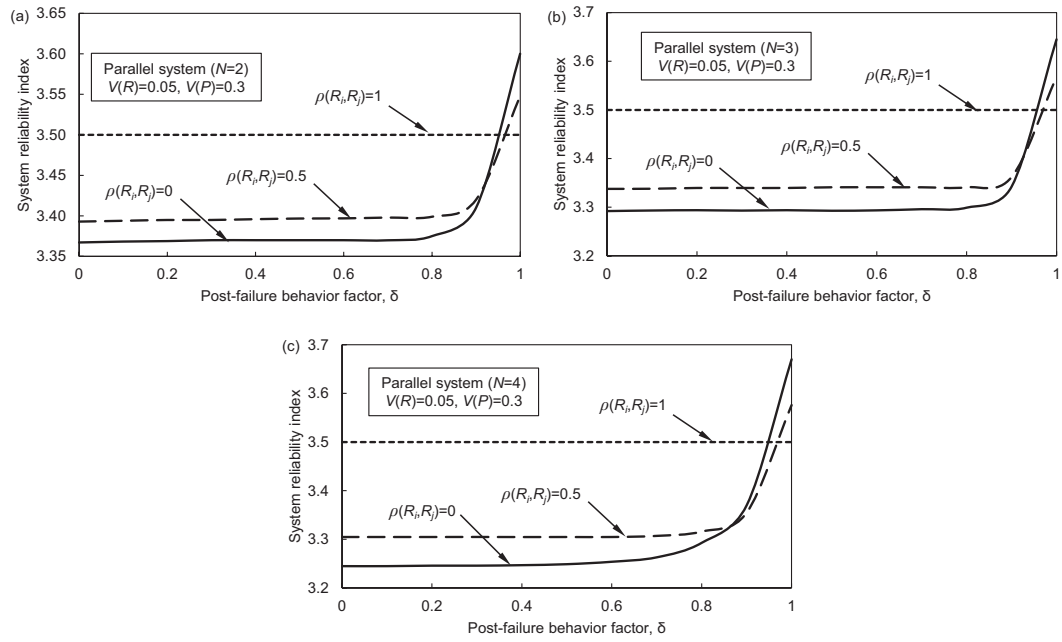 (a)
3.65
3.60
3.55
3.50
3.45
3.40
3.35
System reliability index
Parallel system (N=2)
V(R)=0.05, V(P)=0.3
ρ(Ri,Rj)=1
ρ(Ri,Rj)=0.5
ρ(Ri,Rj)=0
0 0.2 0.4 0.6 0.8 1
Post-failure behavior factor, δ
(b)
3.7
3.6
3.5
3.4
3.3
3.2
System reliability index
Parallel system (N=3)
V(R)=0.05, V(P)=0.3
ρ(Ri,Rj)=1
ρ(Ri,Rj)=0.5
ρ(Ri,Rj)=0
0 0.2 0.4 0.6 0.8 1
Post-failure behavior factor, δ
(c)
3.7
3.6
3.5
3.4
3.3
3.2
System reliability index
Parallel system (N=4)
V(R)=0.05, V(P)=0.3
ρ(Ri,Rj)=1
ρ(Ri,Rj)=0.5
ρ(Ri,Rj)=0
0 0.2 0.4 0.6 0.8 1
Post-failure behavior factor, δ